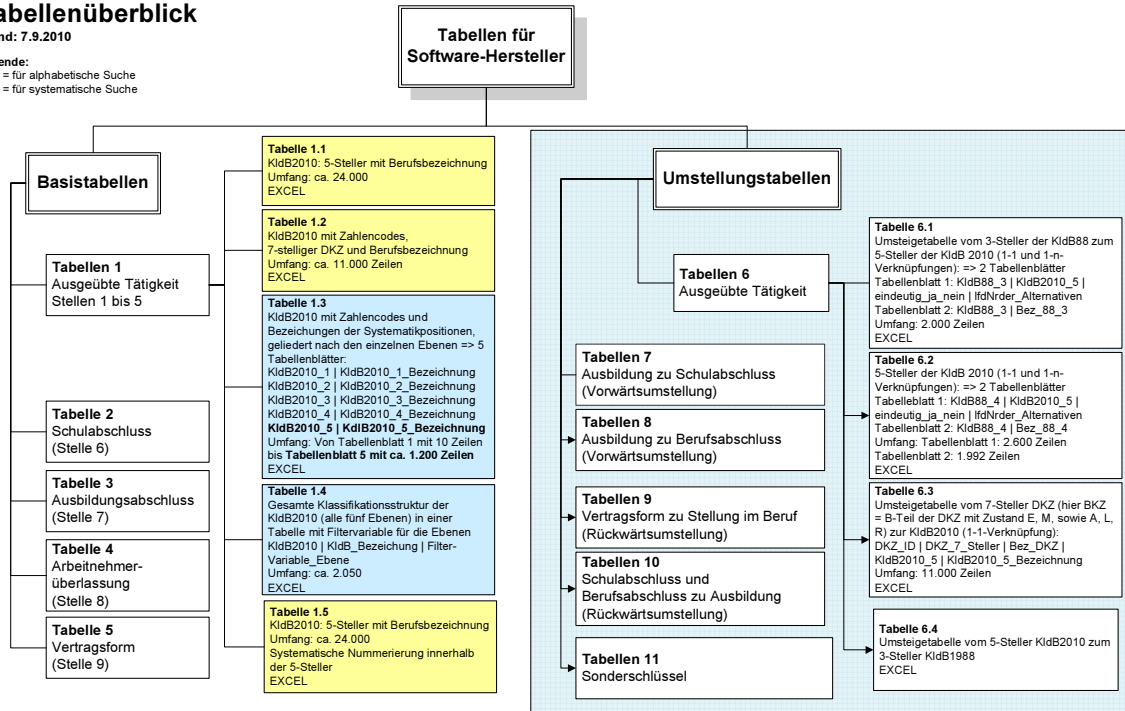 abellenüberblick
nd: 7.9.2010
ende:
= für alphabetische Suche
= für systematische Suche
Tabellen für
Software-Hersteller
Basistabellen
Tabellen 1
Ausgeübte Tätigkeit
Stellen 1 bis 5
Tabelle 2
Schulabschluss
(Stelle 6)
Tabelle 3
Ausbildungsabschluss
(Stelle 7)
Tabelle 4
Arbeitnehmer-
überlassung
(Stelle 8)
Tabelle 5
Vertragsform
(Stelle 9)
Tabelle 1.1
KldB2010: 5-Steller mit Berufsbezeichnung
Umfang: ca. 24.000
EXCEL
Tabelle 1.2
KldB2010 mit Zahlencodes,
7-stelliger DKZ und Berufsbezeichnung
Umfang: ca. 11.000 Zeilen
EXCEL
Tabelle 1.3
KldB2010 mit Zahlencodes und
Bezeichungen der Systematikpositionen,
geliedert nach den einzelnen Ebenen => 5
Tabellenblätter:
KldB2010_1 | KldB2010_1_Bezeichnung
KldB2010_2 | KldB2010_2_Bezeichnung
KldB2010_3 | KldB2010_3_Bezeichnung
KldB2010_4 | KldB2010_4_Bezeichnung
KldB2010_5 | KdlB2010_5_Bezeichnung
Umfang: Von Tabellenblatt 1 mit 10 Zeilen
bis Tabellenblatt 5 mit ca. 1.200 Zeilen
EXCEL
Tabelle 1.4
Gesamte Klassifikationsstruktur der
KldB2010 (alle fünf Ebenen) in einer
Tabelle mit Filtervariable für die Ebenen
KldB2010 | KldB_Bezeichung | Filter-
Variable_Ebene
Umfang: ca. 2.050
EXCEL
Tabelle 1.5
KldB2010: 5-Steller mit Berufsbezeichnung
Umfang: ca. 24.000
Systematische Nummerierung innerhalb
der 5-Steller
EXCEL
Umstellungstabellen
Tabellen 6
Ausgeübte Tätigkeit
Tabellen 7
Ausbildung zu Schulabschluss
(Vorwärtsumstellung)
Tabellen 8
Ausbildung zu Berufsabschluss
(Vorwärtsumstellung)
Tabellen 9
Vertragsform zu Stellung im Beruf
(Rückwärtsumstellung)
Tabellen 10
Schulabschluss und
Berufsabschluss zu Ausbildung
(Rückwärtsumstellung)
Tabellen 11
Sonderschlüssel
Tabelle 6.1
Umsteigetabelle vom 3-Steller der KldB88 zum
5-Steller der KldB 2010 (1-1 und 1-n-
Verknüpfungen): => 2 Tabellenblätter
Tabellenblatt 1: KldB88_3 | KldB2010_5 |
eindeutig_ja_nein | lfdNrder_Alternativen
Tabellenblatt 2: KldB88_3 | Bez_88_3
Umfang: 2.000 Zeilen
EXCEL
Tabelle 6.2
5-Steller der KldB 2010 (1-1 und 1-n-
Verknüpfungen): => 2 Tabellenblätter
Tabelleblatt 1: KldB88_4 | KldB2010_5 |
eindeutig_ja_nein | lfdNrder_Alternativen
Tabellenblatt 2: KldB88_4 | Bez_88_4
Umfang: Tabellenblatt 1: 2.600 Zeilen
Tabellenblatt 2: 1.992 Zeilen
EXCEL
Tabelle 6.3
Umsteigetabelle vom 7-Steller DKZ (hier BKZ
= B-Teil der DKZ mit Zustand E, M, sowie A, L,
R) zur KldB2010 (1-1-Verknüpfung):
DKZ_ID | DKZ_7_Steller | Bez_DKZ |
KldB2010_5 | KldB2010_5_Bezeichnung
Umfang: 11.000 Zeilen
EXCEL
Tabelle 6.4
Umsteigetabelle vom 5-Steller KldB2010 zum
3-Steller KldB1988
EXCEL